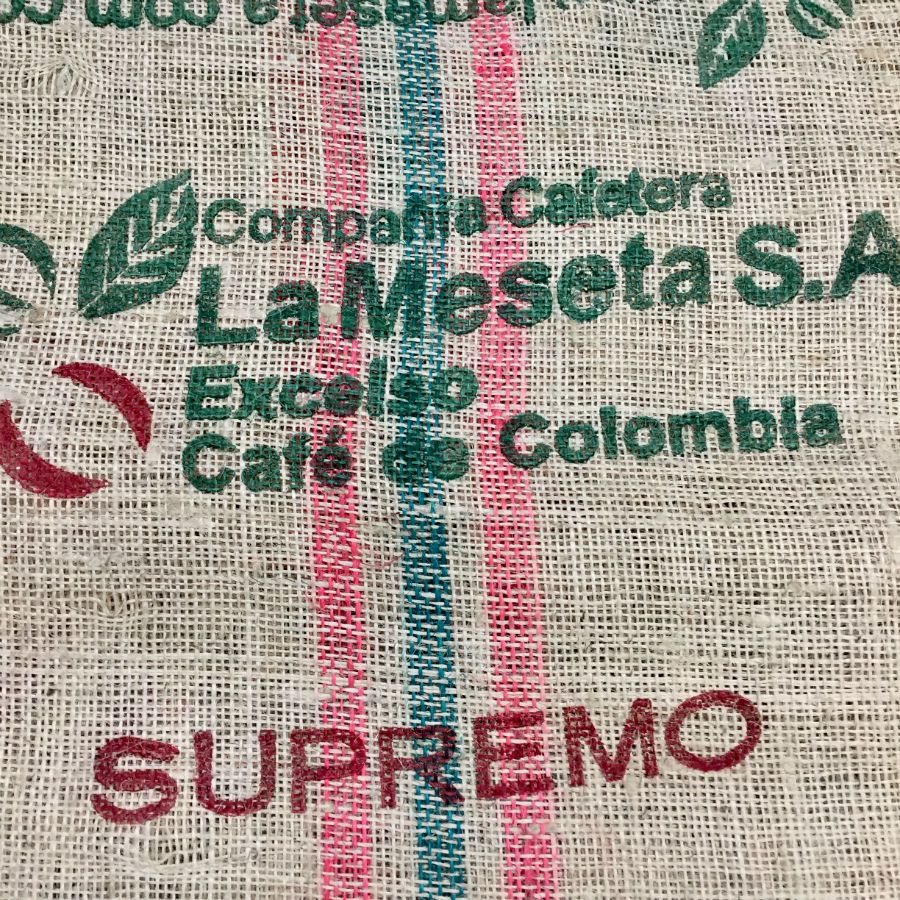 Compañia Cafetera
La Meseta S.A
Excelso
Café de Colombia
SUPREMO